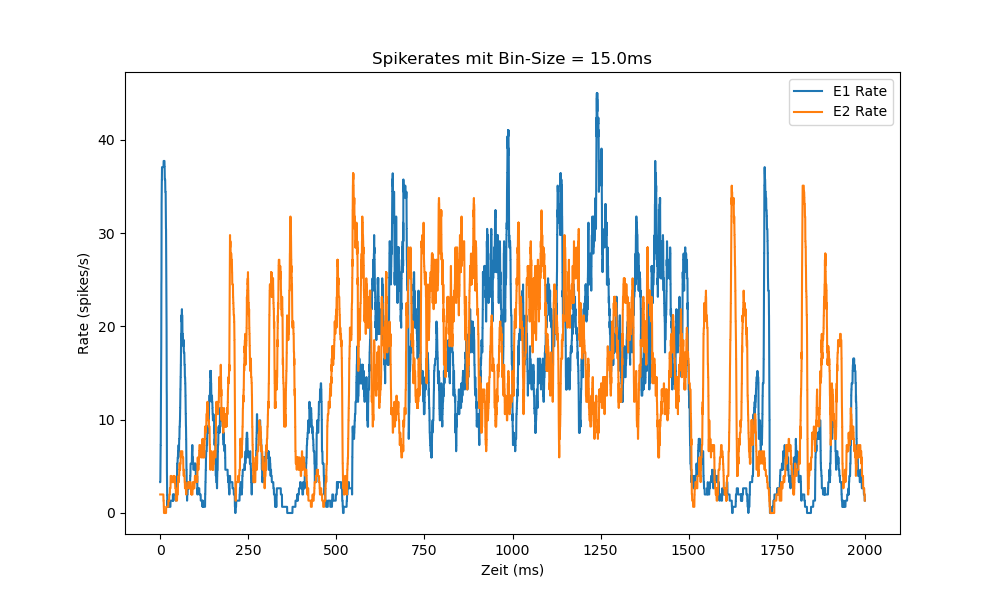 Spikerates mit Bin-Size = 15.0ms
E1 Rate
E2 Rate
40
30
20
10
0
Rate (spikes/s)
0 250 500 750 1000 1250 1500 1750 2000
Zeit (ms)